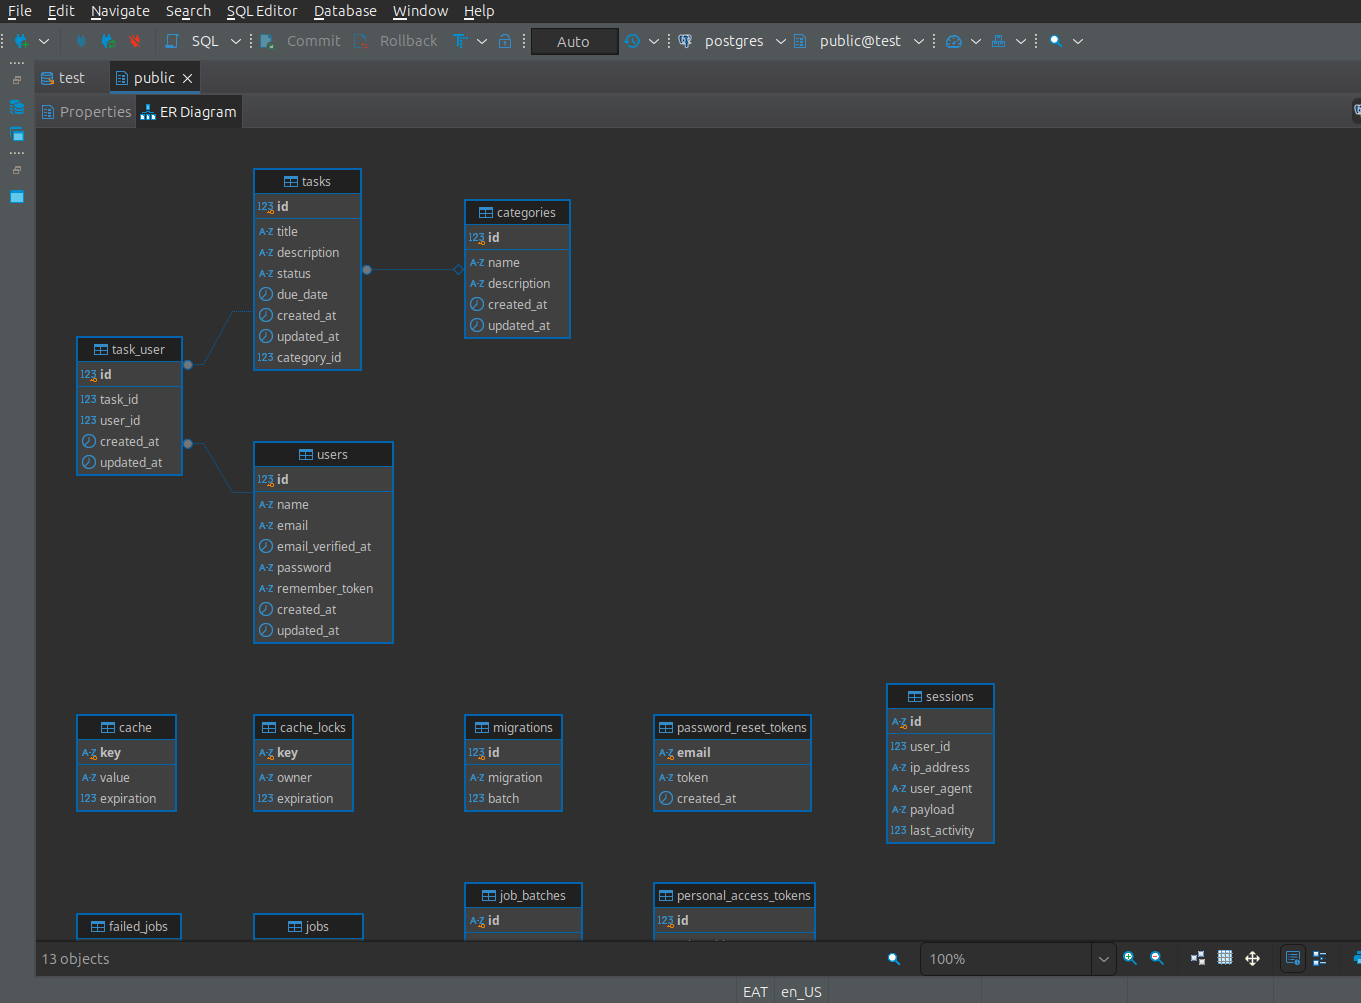 File Edit Navigate Search SQL Editor Database Window Help
SQL Commit Rollback Auto postgres public@test
test public
Properties ER Diagram
tasks
123 id
A-Z title
A-Z description
A-Z status
due_date
created_at
updated_at
123 category_id
categories
123 id
A-Z name
A-Z description
created_at
updated_at
task_user
123 id
123 task_id
123 user_id
created_at
updated_at
users
123 id
A-Z name
A-Z email
email_verified_at
A-Z password
A-Z remember_token
created_at
updated_at
cache
A-Z key
A-Z value
123 expiration
cache_locks
A-Z key
A-Z owner
123 expiration
migrations
123 id
A-Z migration
123 batch
password_reset_tokens
A-Z email
A-Z token
created_at
sessions
A-Z id
123 user_id
A-Z ip_address
A-Z user_agent
A-Z payload
123 last_activity
failed_jobs
jobs
job_batches
A-Z id
personal_access_tokens
123 id
13 objects 100%
EAT en_US